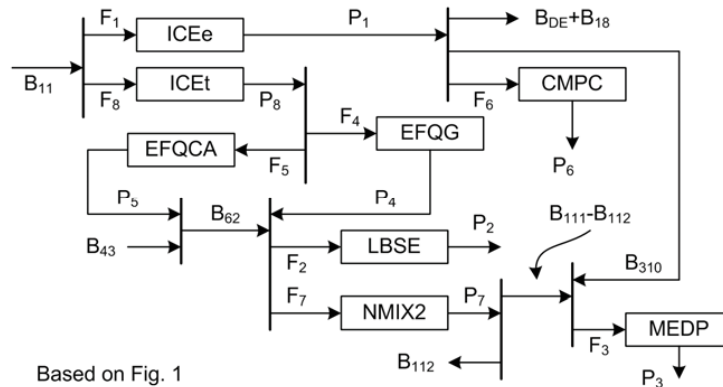 F1
ICEe
P1
BDE+B18
B11
F8
ICEt
P8
F6
CMPC
F4
EFQG
EFQCA
F5
P6
P5
B62
P4
B111-B112
P2
B43
F2
LBSE
B310
F7
NMIX2
P7
F3
MEDP
B112
P3
Based on Fig. 1